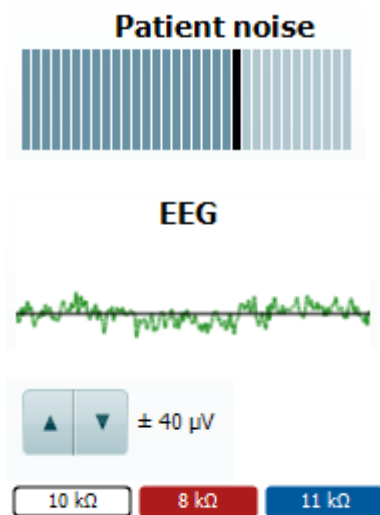 Patient noise
EEG
▲ ▼ ± 40 µV
10 kΩ 8 kΩ 11 kΩ